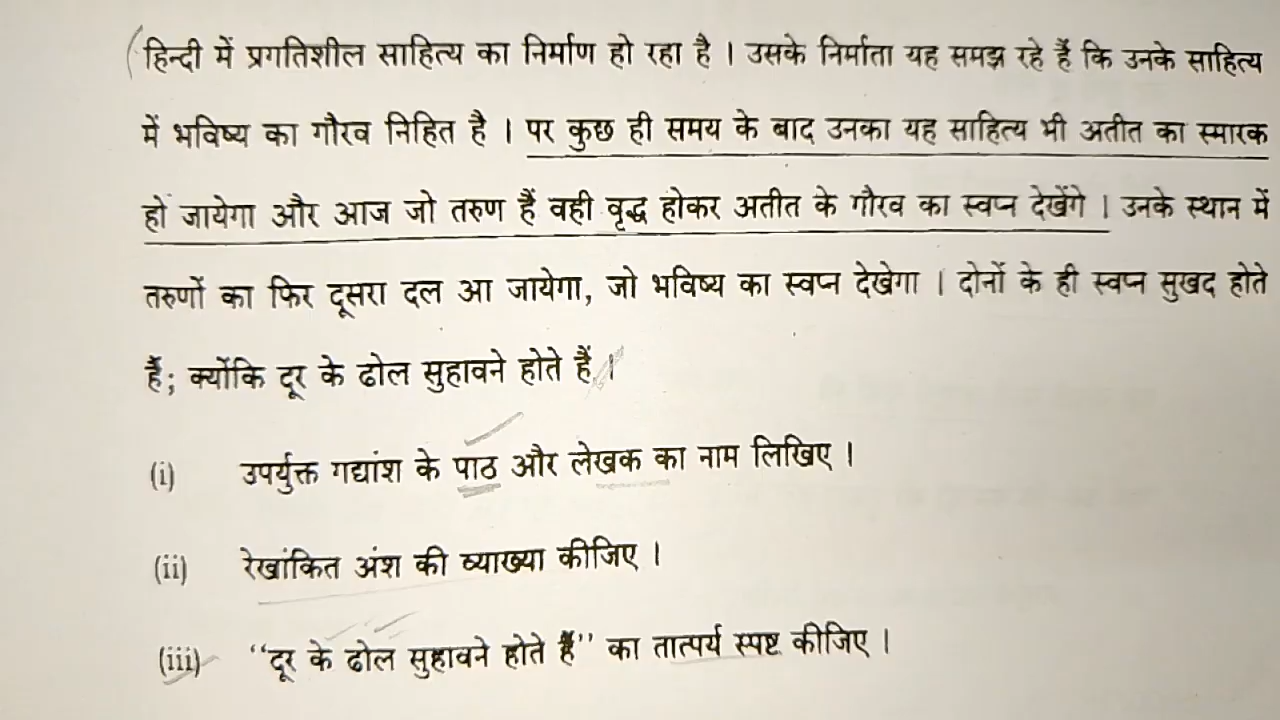 हिन्दी में प्रगतिशील साहित्य का निर्माण हो रहा है । उसके निर्माता यह समझ रहे हैं कि उनके साहित्य
में भविष्य का गौरव निहित है । पर कुछ ही समय के बाद उनका यह साहित्य भी अतीत का स्मारक
हो जायेगा और आज जो तरुण हैं वही वृद्ध होकर अतीत के गौरव का स्वप्न देखेंगे । उनके स्थान में
तरुणों का फिर दूसरा दल आ जायेगा, जो भविष्य का स्वप्न देखेगा । दोनों के ही स्वप्न सुखद होते
हैं; क्योंकि दूर के ढोल सुहावने होते हैं ।
(i) उपर्युक्त गद्यांश के पाठ और लेखक का नाम लिखिए ।
(ii) रेखांकित अंश की व्याख्या कीजिए ।
(iii) “दूर के ढोल सुहावने होते हैं” का तात्पर्य स्पष्ट कीजिए ।